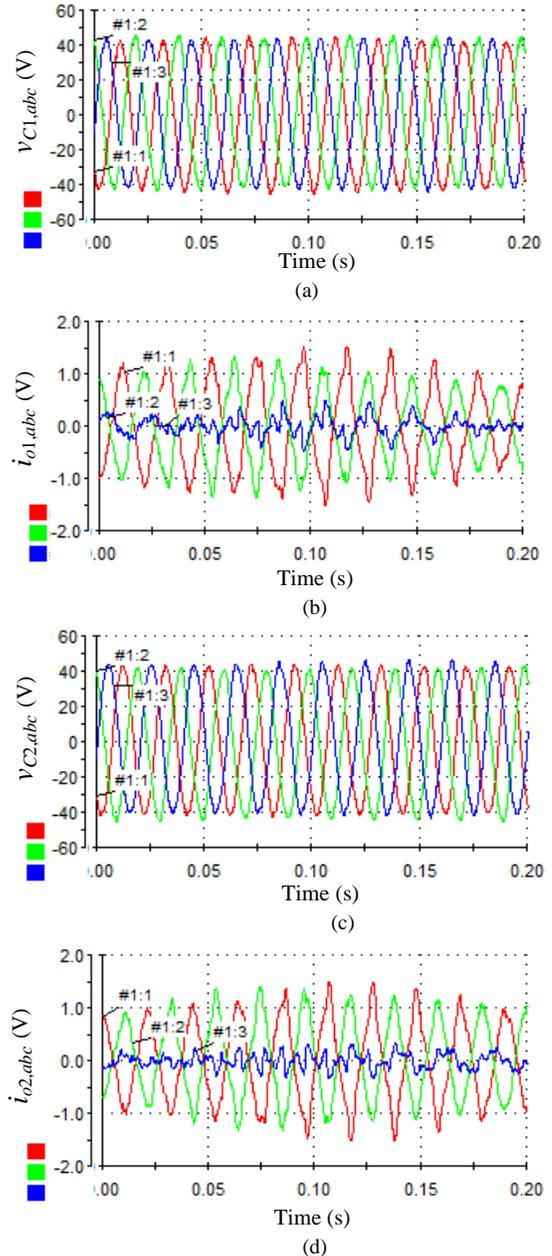 60
40
20
0
-20
-40
-60
vC1,abc (V)
#1:2
#1:3
#1:1
.00 0.05 0.10 0.15 0.20
Time (s)
(a)
2.0
1.0
0.0
-1.0
-2.0
io1,abc (V)
#1:1
#1:2 #1:3
.00 0.05 0.10 0.15 0.20
Time (s)
(b)
60
40
20
0
-20
-40
-60
vC2,abc (V)
#1:2
#1:3
#1:1
.00 0.05 0.10 0.15 0.20
Time (s)
(c)
2.0
1.0
0.0
-1.0
-2.0
io2,abc (V)
#1:1
#1:2 #1:3
.00 0.05 0.10 0.15 0.20
Time (s)
(d)